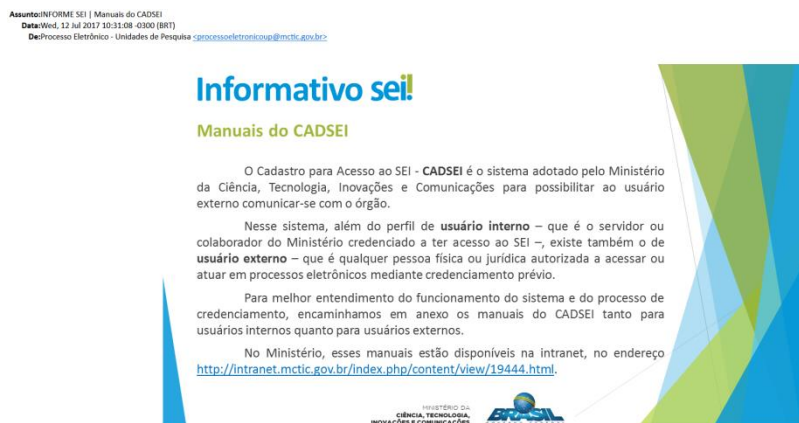 Assunto:INFORME SEI | Manuais do CADSEI
Data:Wed, 12 Jul 2017 10:31:08 -0300 (BRT)
De:Processo Eletrônico - Unidades de Pesquisa <processoeletronicoup@mctic.gov.br>
Informativo sei!
Manuais do CADSEI
O Cadastro para Acesso ao SEI - CADSEI é o sistema adotado pelo Ministério
da Ciência, Tecnologia, Inovações e Comunicações para possibilitar ao usuário
externo comunicar-se com o órgão.
Nesse sistema, além do perfil de usuário interno – que é o servidor ou
colaborador do Ministério credenciado a ter acesso ao SEI –, existe também o de
usuário externo – que é qualquer pessoa física ou jurídica autorizada a acessar ou
atuar em processos eletrônicos mediante credenciamento prévio.
Para melhor entendimento do funcionamento do sistema e do processo de
credenciamento, encaminhamos em anexo os manuais do CADSEI tanto para
usuários internos quanto para usuários externos.
No Ministério, esses manuais estão disponíveis na intranet, no endereço
http://intranet.mctic.gov.br/index.php/content/view/19444.html.
MINISTÉRIO DA
CIÊNCIA, TECNOLOGIA,
INOVAÇÕES E COMUNICAÇÕES
BRASIL